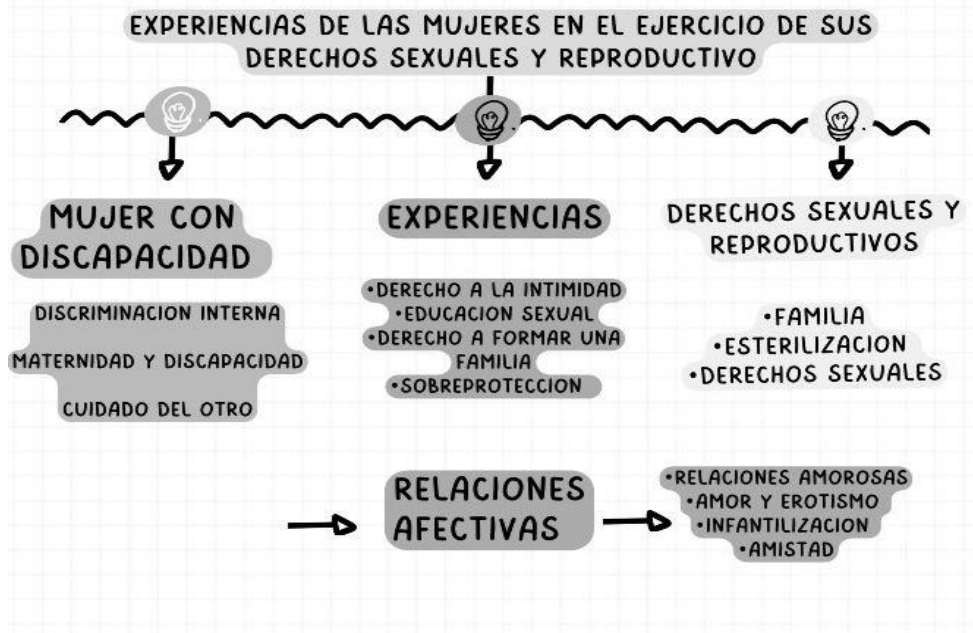 EXPERIENCIAS DE LAS MUJERES EN EL EJERCICIO DE SUS
DERECHOS SEXUALES Y REPRODUCTIVO
MUJER CON
DISCAPACIDAD
DISCRIMINACION INTERNA
MATERNIDAD Y DISCAPACIDAD
CUIDADO DEL OTRO
EXPERIENCIAS
•DERECHO A LA INTIMIDAD
•EDUCACION SEXUAL
•DERECHO A FORMAR UNA
FAMILIA
•SOBREPROTECCION
DERECHOS SEXUALES Y
REPRODUCTIVOS
•FAMILIA
•ESTERILIZACION
•DERECHOS SEXUALES
RELACIONES
AFECTIVAS
•RELACIONES AMOROSAS
•AMOR Y EROTISMO
•INFANTILIZACION
•AMISTAD